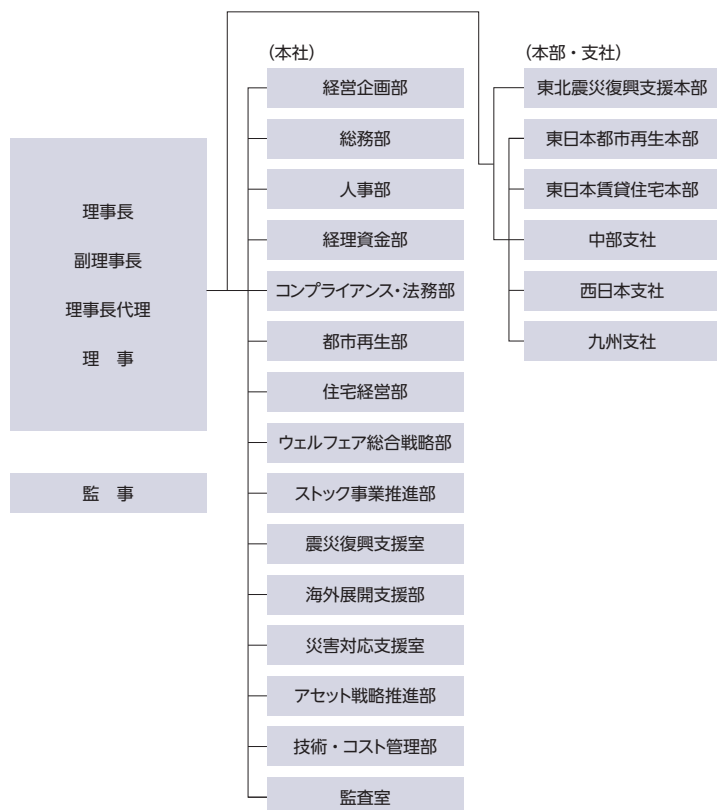 理事長
副理事長
理事長代理
理　事
監　事
(本社)
経営企画部
総務部
人事部
経理資金部
コンプライアンス・法務部
都市再生部
住宅経営部
ウェルフェア総合戦略部
ストック事業推進部
震災復興支援室
海外展開支援部
災害対応支援室
アセット戦略推進部
技術・コスト管理部
監査室
(本部・支社)
東北震災復興支援本部
東日本都市再生本部
東日本賃貸住宅本部
中部支社
西日本支社
九州支社